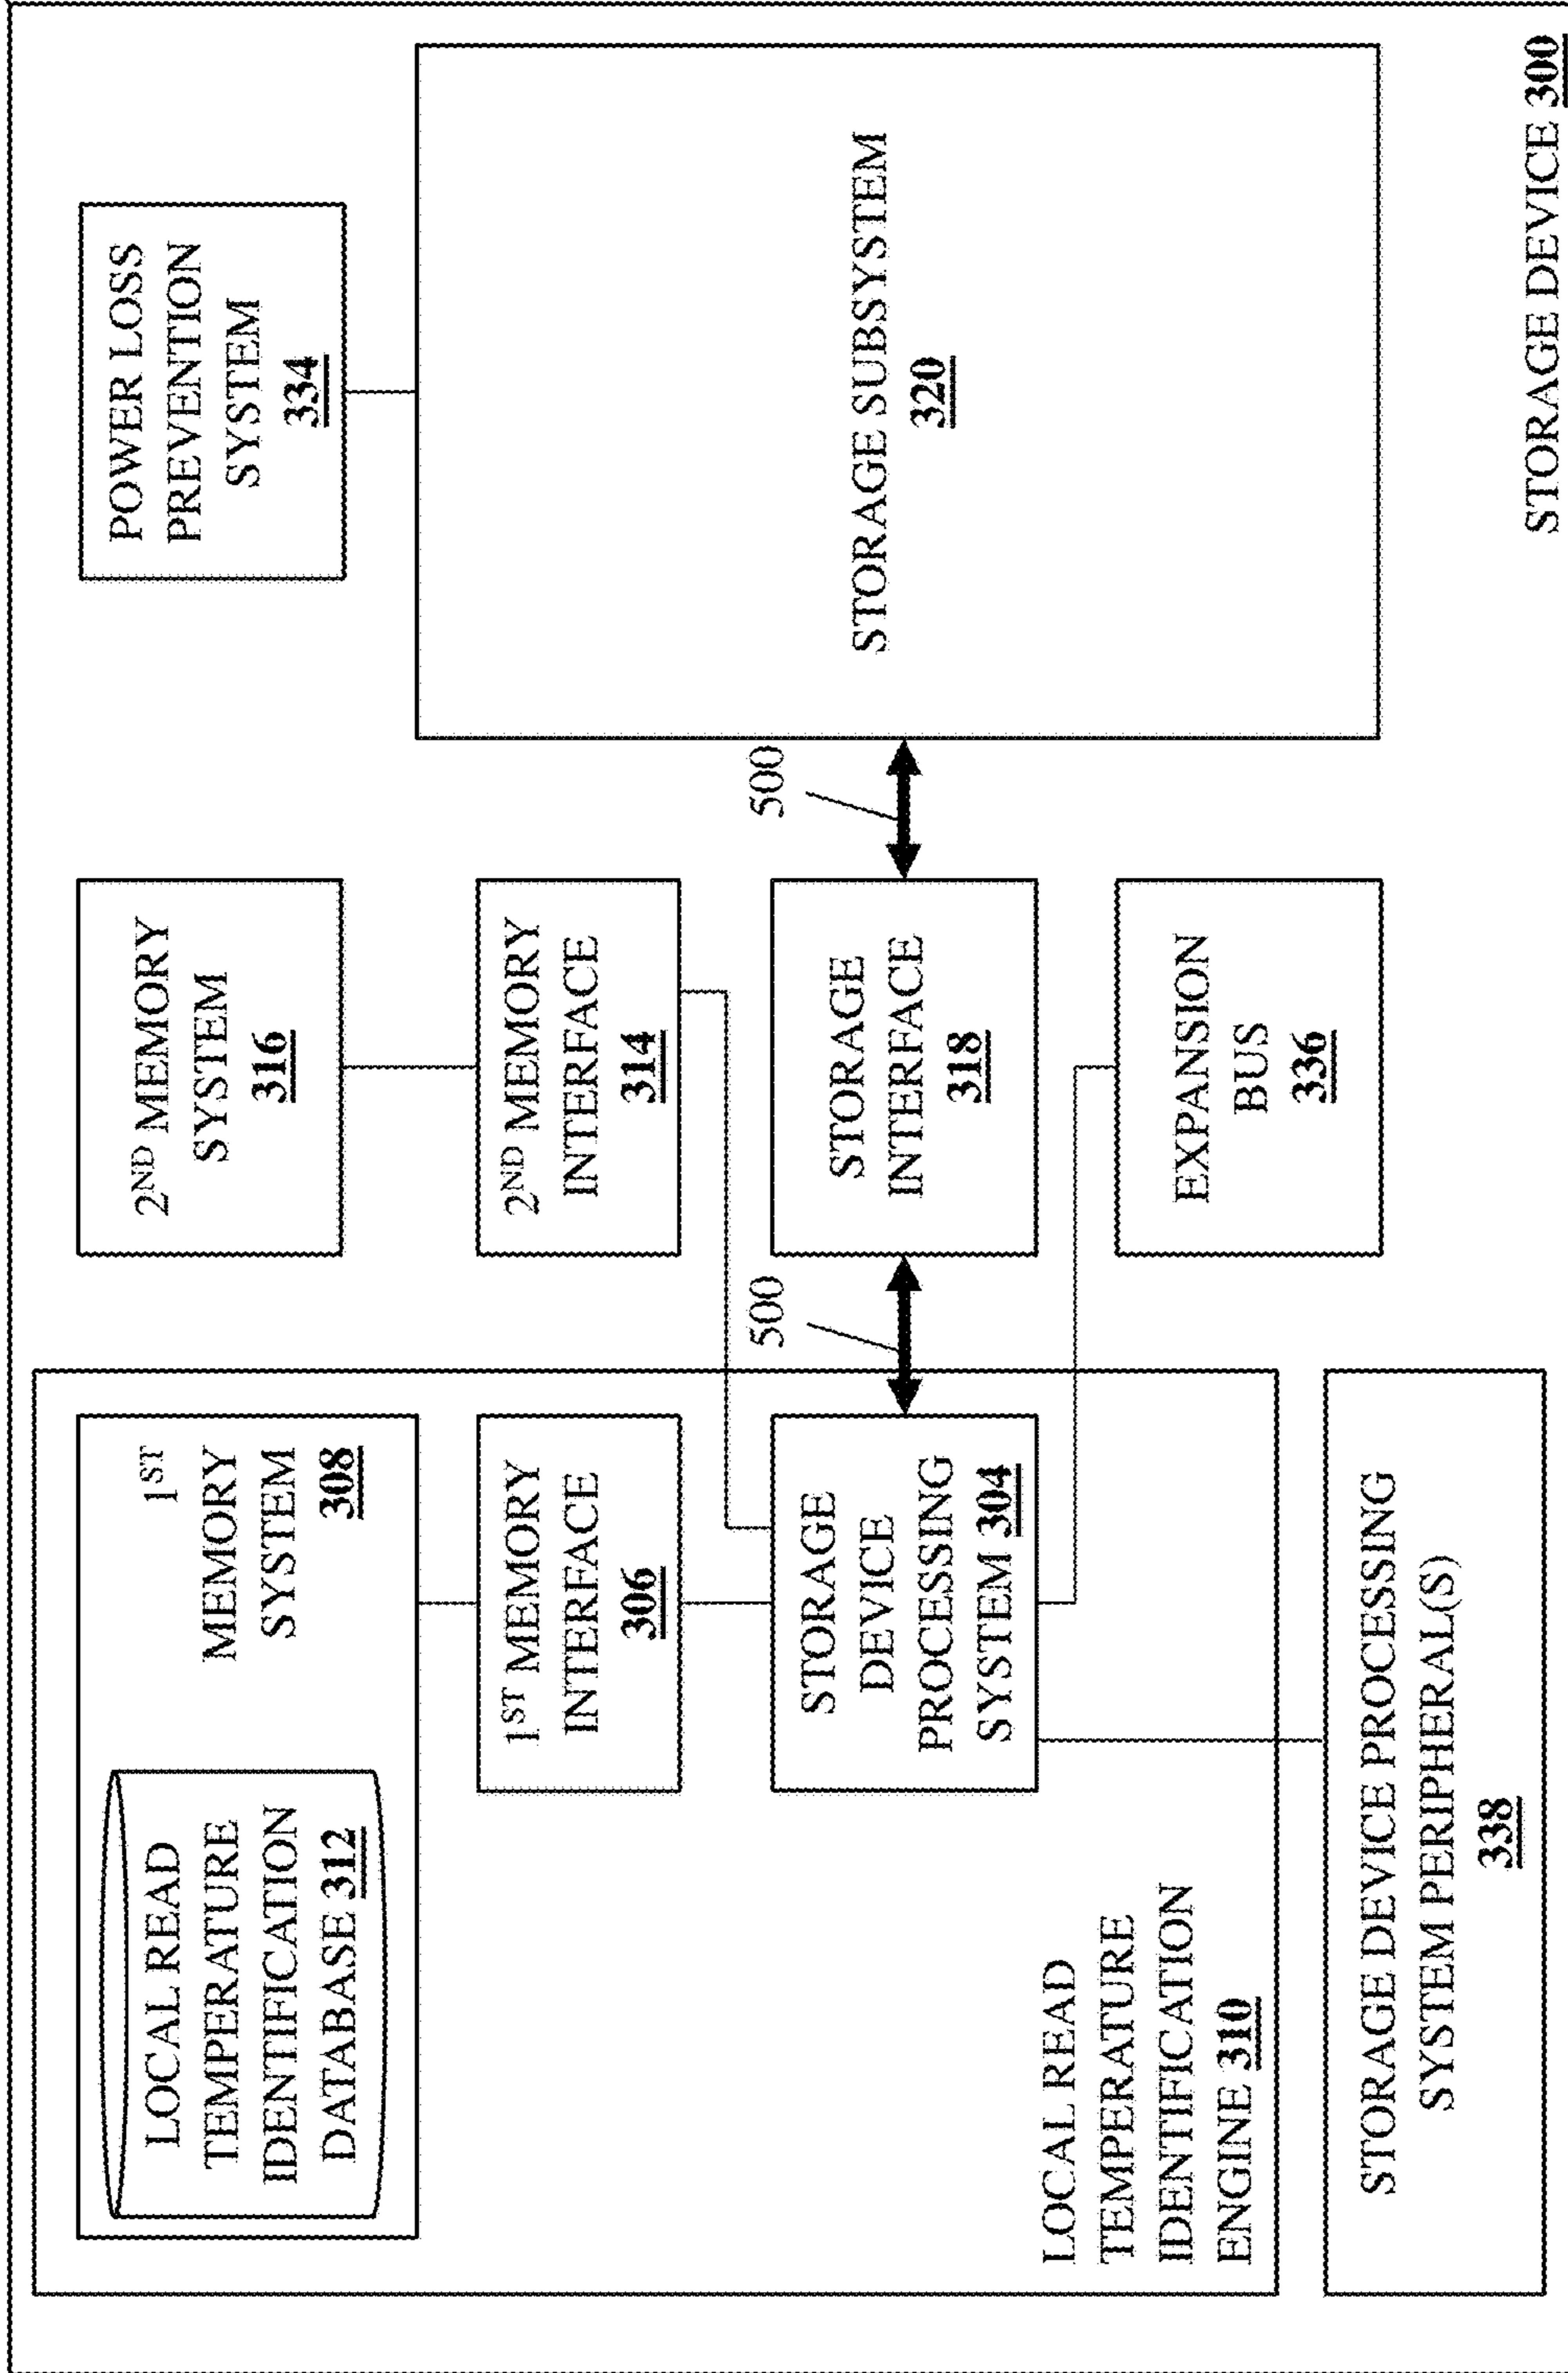 LOCAL READ
TEMPERATURE
IDENTIFICATION
DATABASE 312
1ST
MEMORY
SYSTEM
308
1ST MEMORY
INTERFACE
306
STORAGE
DEVICE
PROCESSING
SYSTEM 304
LOCAL READ
TEMPERATURE
IDENTIFICATION
ENGINE 310
STORAGE DEVICE PROCESSING
SYSTEM PERIPHERAL(S)
338
500
2ND MEMORY
SYSTEM
316
2ND MEMORY
INTERFACE
314
STORAGE
INTERFACE
318
EXPANSION
BUS
336
500
POWER LOSS
PREVENTION
SYSTEM
334
STORAGE SUBSYSTEM
320
STORAGE DEVICE 300